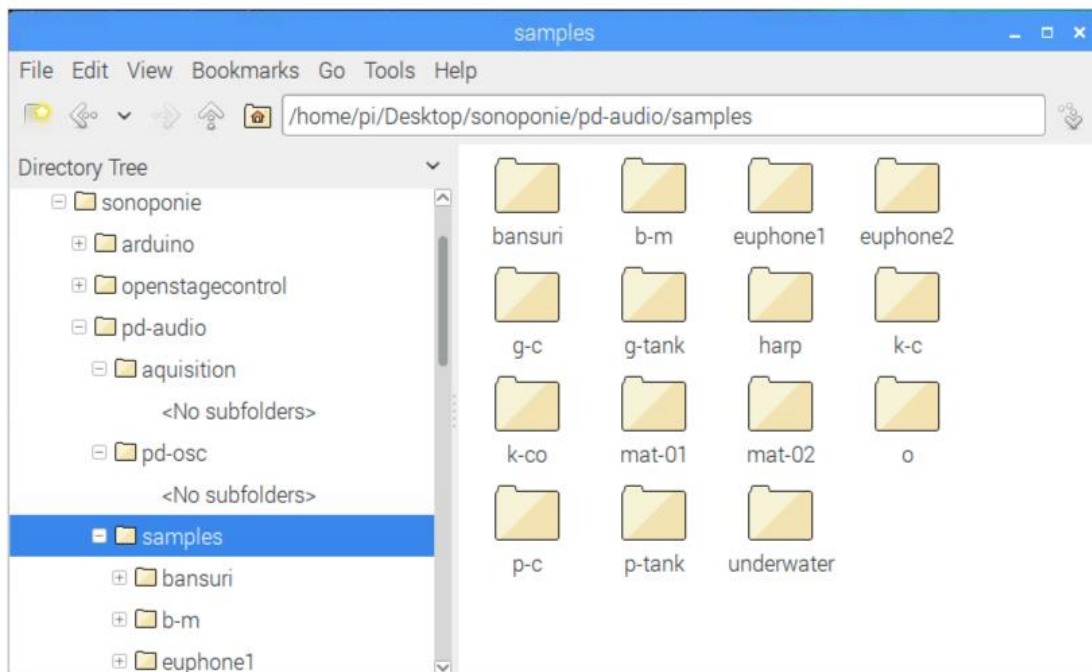 samples
File Edit View Bookmarks Go Tools Help
/home/pi/Desktop/sonoponie/pd-audio/samples
Directory Tree
sonoponie
arduino
openstagecontrol
pd-audio
aquisition
<No subfolders>
pd-osc
<No subfolders>
samples
bansuri
b-m
euphone1
bansuri b-m euphone1 euphone2
g-c g-tank harp k-c
k-co mat-01 mat-02 o
p-c p-tank underwater